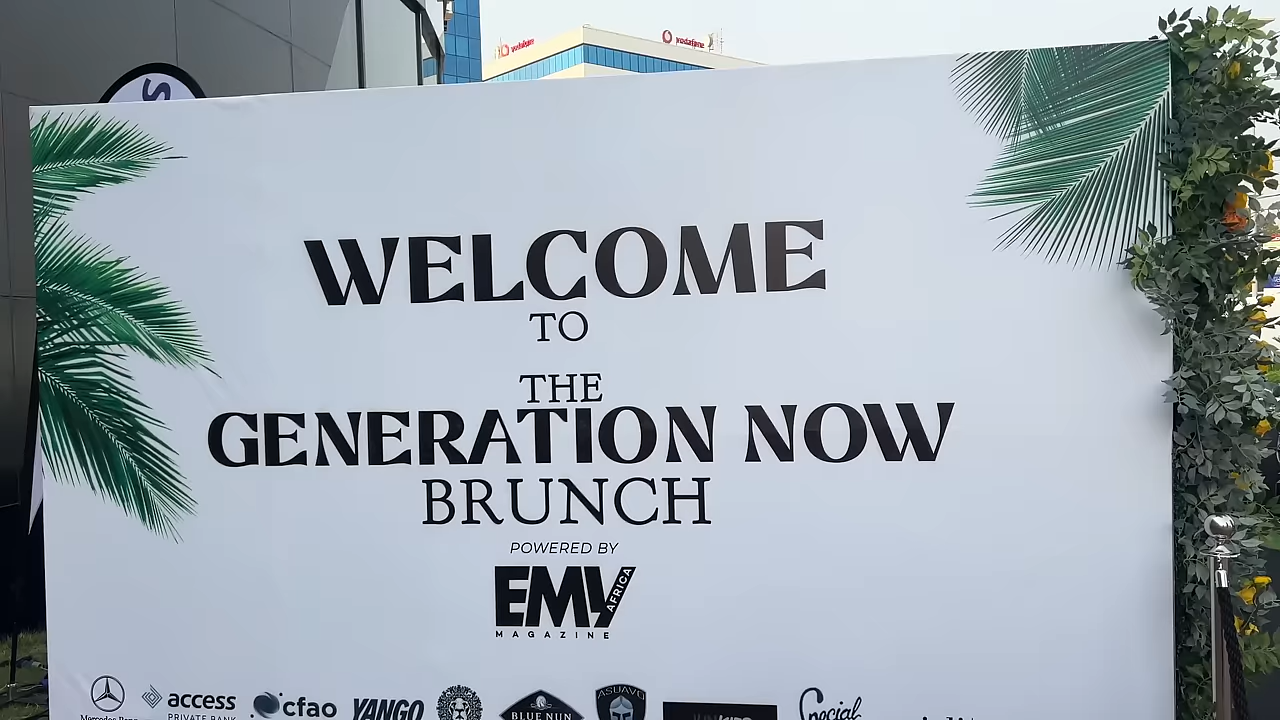 vodafone
vodafone
S
WELCOME
TO
THE
GENERATION NOW
BRUNCH
POWERED BY
EMY AFRICA
MAGAZINE
access
PRIVATE BANK
cfao
YANGO
BLUE NUN
ASUAVO
Special